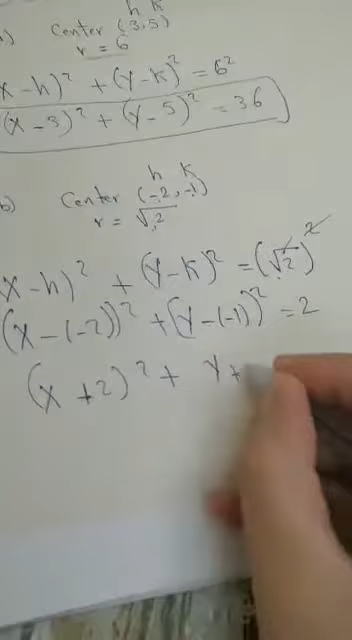 h k
a) Center (3,5)
r = 6
x - h)² + (y - k)² = 6²
(x - 3)² + (y - 5)² = 36
h k
b) Center (-2,-1)
r = √2
x - h)² + (y - k)² = (√2)²
(x - (-2))² + (y - (-1))² = 2
(x + 2)² + y +